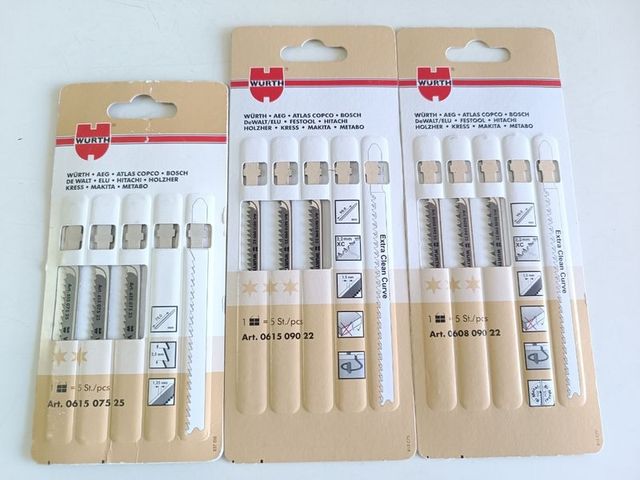 WÜRTH
WÜRTH • AEG • ATLAS COPCO • BOSCH
DE WALT • ELU • HITACHI • HOLZHER
KRESS • MAKITA • METABO
1 = 5 St./pcs
Art. 0615 075 25
WÜRTH
WÜRTH • AEG • ATLAS COPCO • BOSCH
DeWALT/ELU • FESTOOL • HITACHI
HOLZHER • KRESS • MAKITA • METABO
XC
Extra Clean Curve
1 = 5 St./pcs
Art. 0615 090 22
WÜRTH
WÜRTH • AEG • ATLAS COPCO • BOSCH
DeWALT/ELU • FESTOOL • HITACHI
HOLZHER • KRESS • MAKITA • METABO
XC
Extra Clean Curve
1 = 5 St./pcs
Art. 0608 090 22